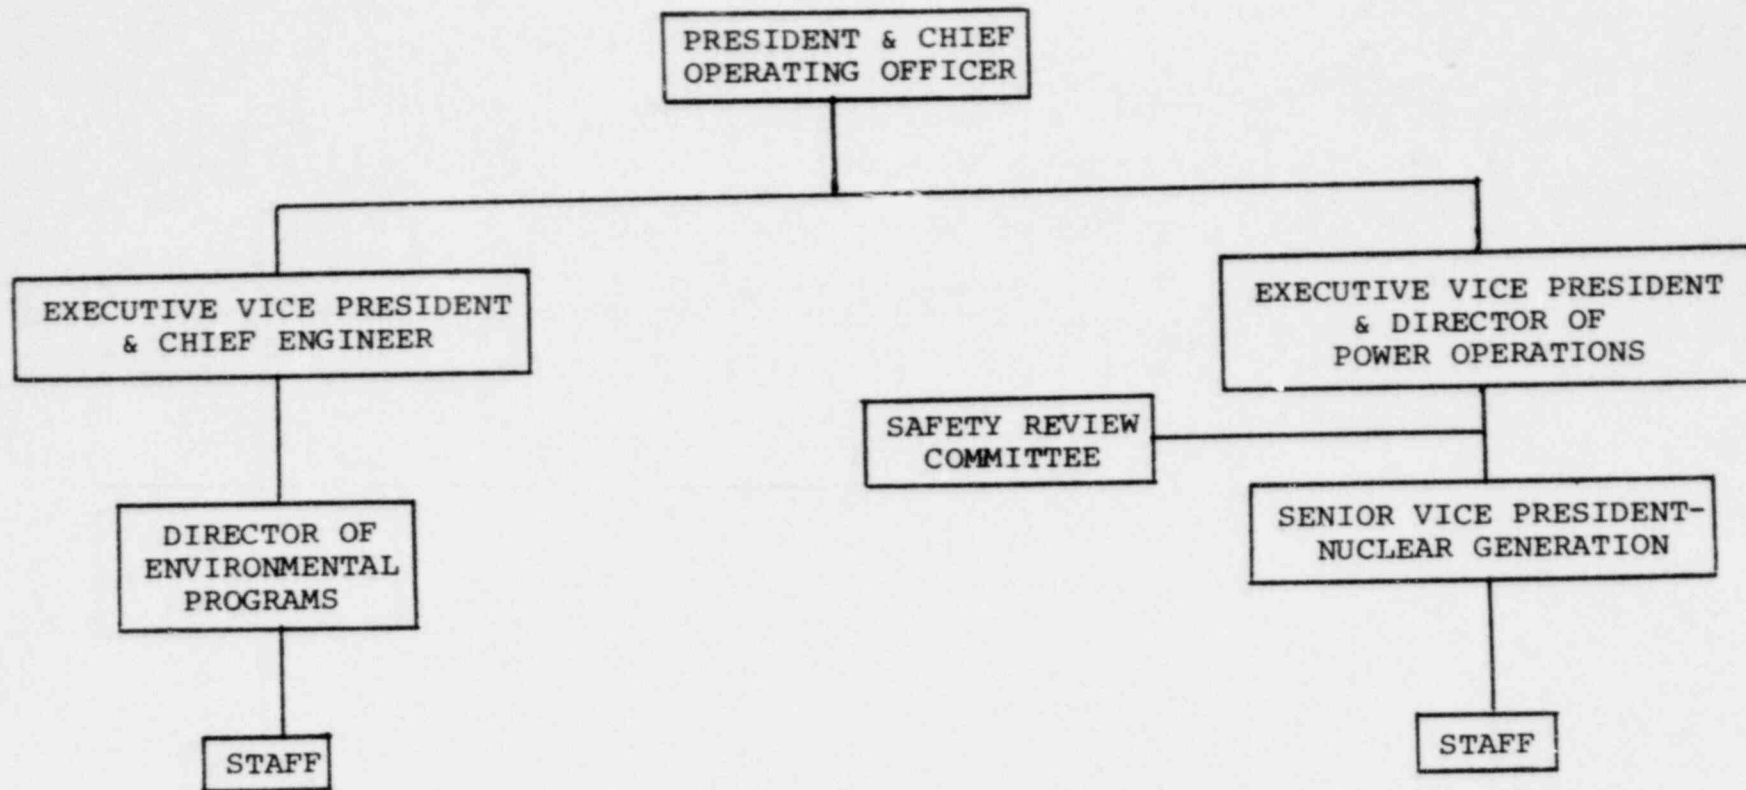 PRESIDENT & CHIEF
OPERATING OFFICER
EXECUTIVE VICE PRESIDENT
& CHIEF ENGINEER
EXECUTIVE VICE PRESIDENT
& DIRECTOR OF
POWER OPERATIONS
SAFETY REVIEW
COMMITTEE
DIRECTOR OF
ENVIRONMENTAL
PROGRAMS
SENIOR VICE PRESIDENT-
NUCLEAR GENERATION
STAFF
STAFF